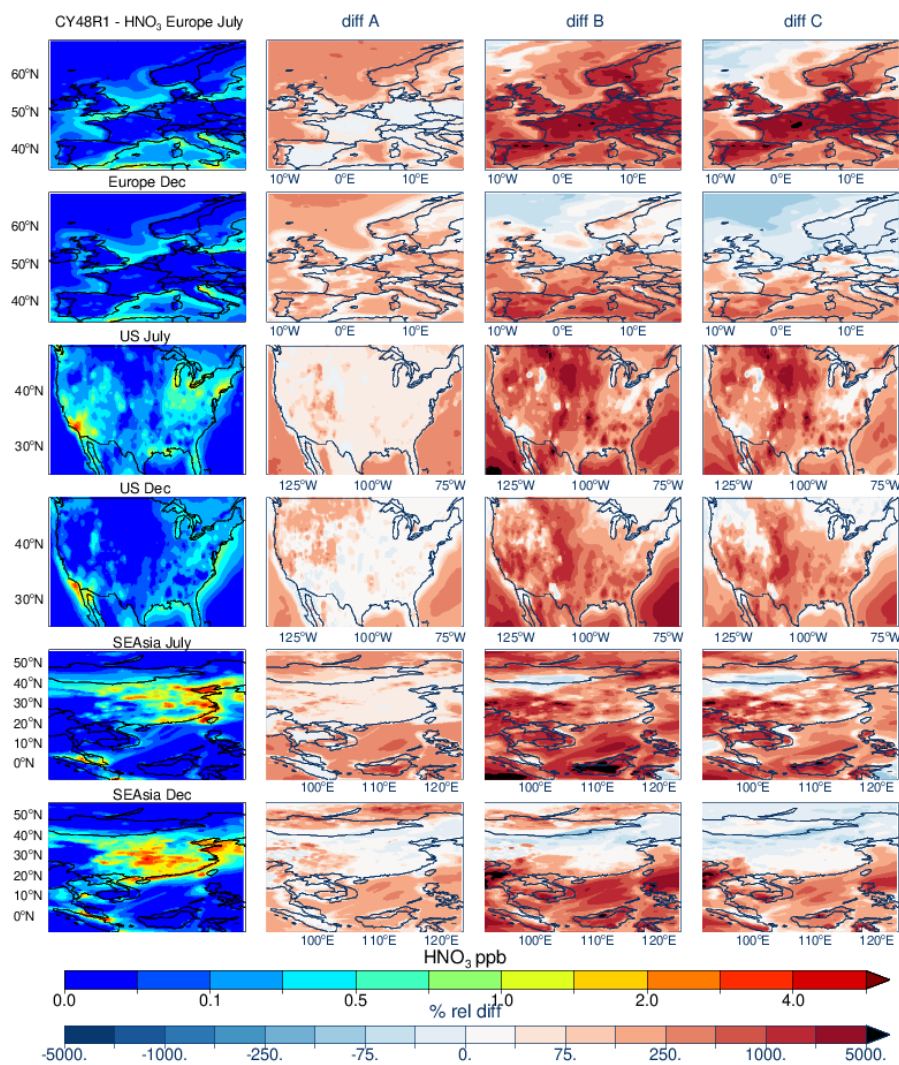 CY48R1 - HNO₃ Europe July diff A diff B diff C
60°N
50°N
40°N
10°W 0°E 10°E 10°W 0°E 10°E 10°W 0°E 10°E
Europe Dec
60°N
50°N
40°N
10°W 0°E 10°E 10°W 0°E 10°E 10°W 0°E 10°E
US July
40°N
30°N
125°W 100°W 75°W 125°W 100°W 75°W 125°W 100°W 75°W
US Dec
40°N
30°N
125°W 100°W 75°W 125°W 100°W 75°W 125°W 100°W 75°W
SEAsia July
50°N
40°N
30°N
20°N
10°N
0°N
100°E 110°E 120°E 100°E 110°E 120°E 100°E 110°E 120°E
SEAsia Dec
50°N
40°N
30°N
20°N
10°N
0°N
100°E 110°E 120°E 100°E 110°E 120°E 100°E 110°E 120°E
HNO₃ ppb
0.0 0.1 0.5 1.0 2.0 4.0
% rel diff
-5000. -1000. -250. -75. 0. 75. 250. 1000. 5000.